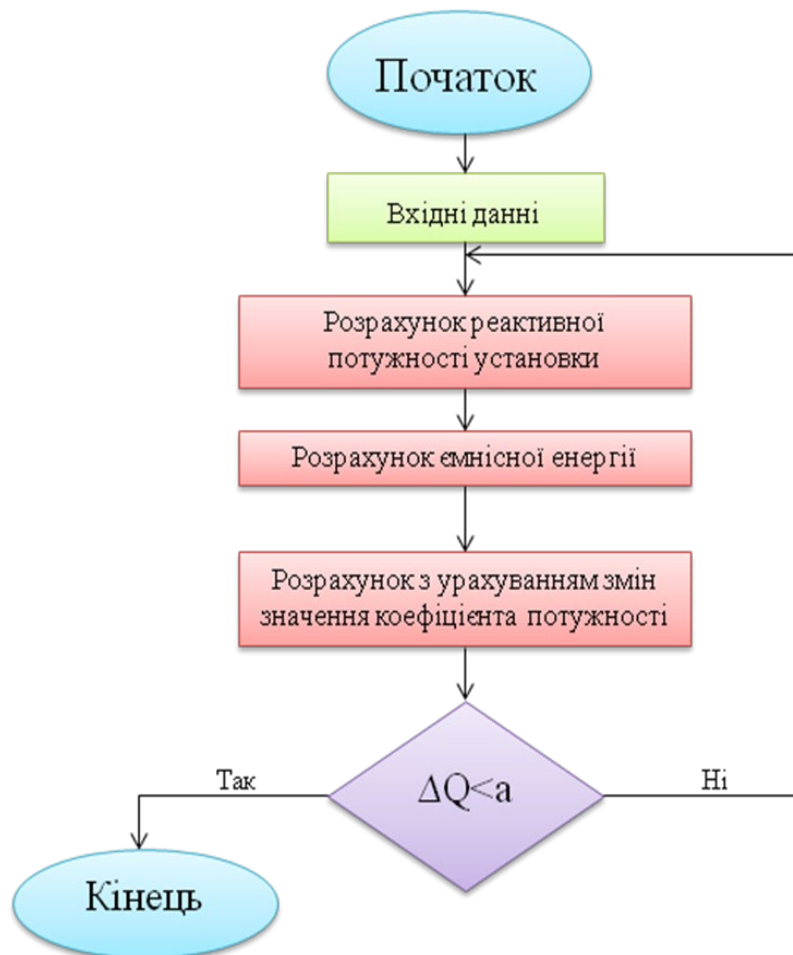 Початок
Вхідні данні
Розрахунок реактивної
потужності установки
Розрахунок ємнісної енергії
Розрахунок з урахуванням змін
значення коефіцієнта потужності
ΔQ<a
Так
Ні
Кінець